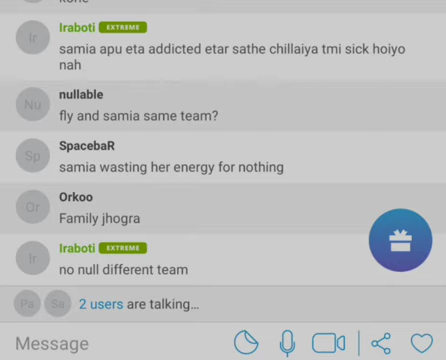 kone
Ir
Iraboti EXTREME
samia apu eta addicted etar sathe chillaiya tmi sick hoiyo
nah
Nu
nullable
fly and samia same team?
Sp
SpacebaR
samia wasting her energy for nothing
Or
Orkoo
Family jhogra
Ir
Iraboti EXTREME
no null different team
Pa Sa 2 users are talking...
Message